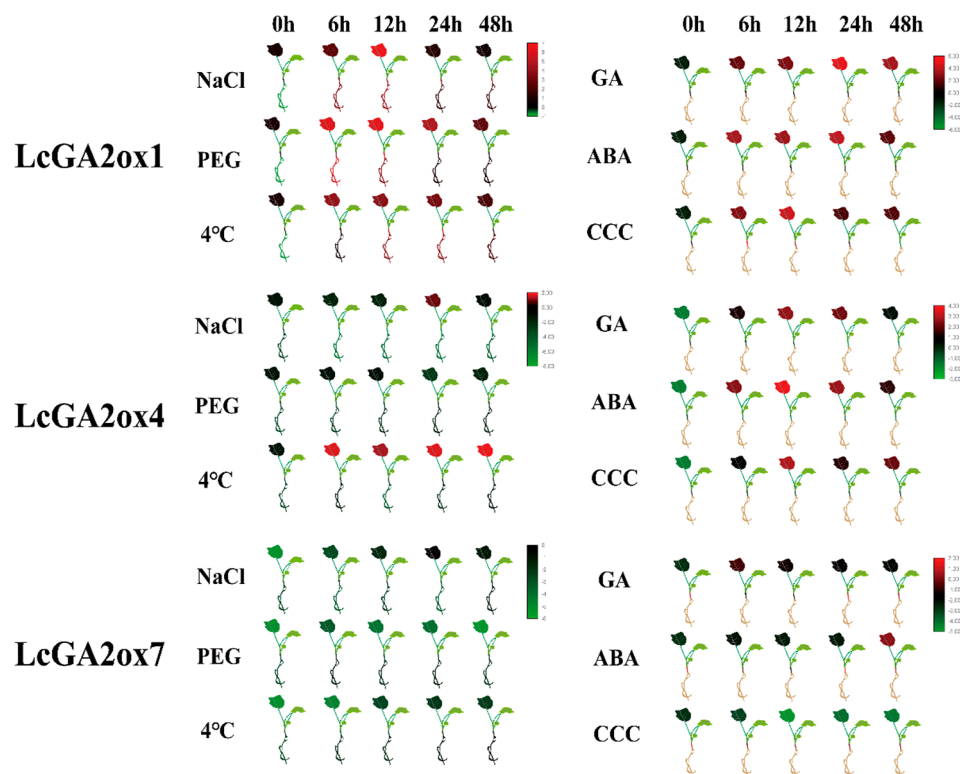 0h 6h 12h 24h 48h
0h 6h 12h 24h 48h
LcGA2ox1
NaCl
PEG
4°C
GA
ABA
CCC
LcGA2ox4
NaCl
PEG
4°C
GA
ABA
CCC
LcGA2ox7
NaCl
PEG
4°C
GA
ABA
CCC